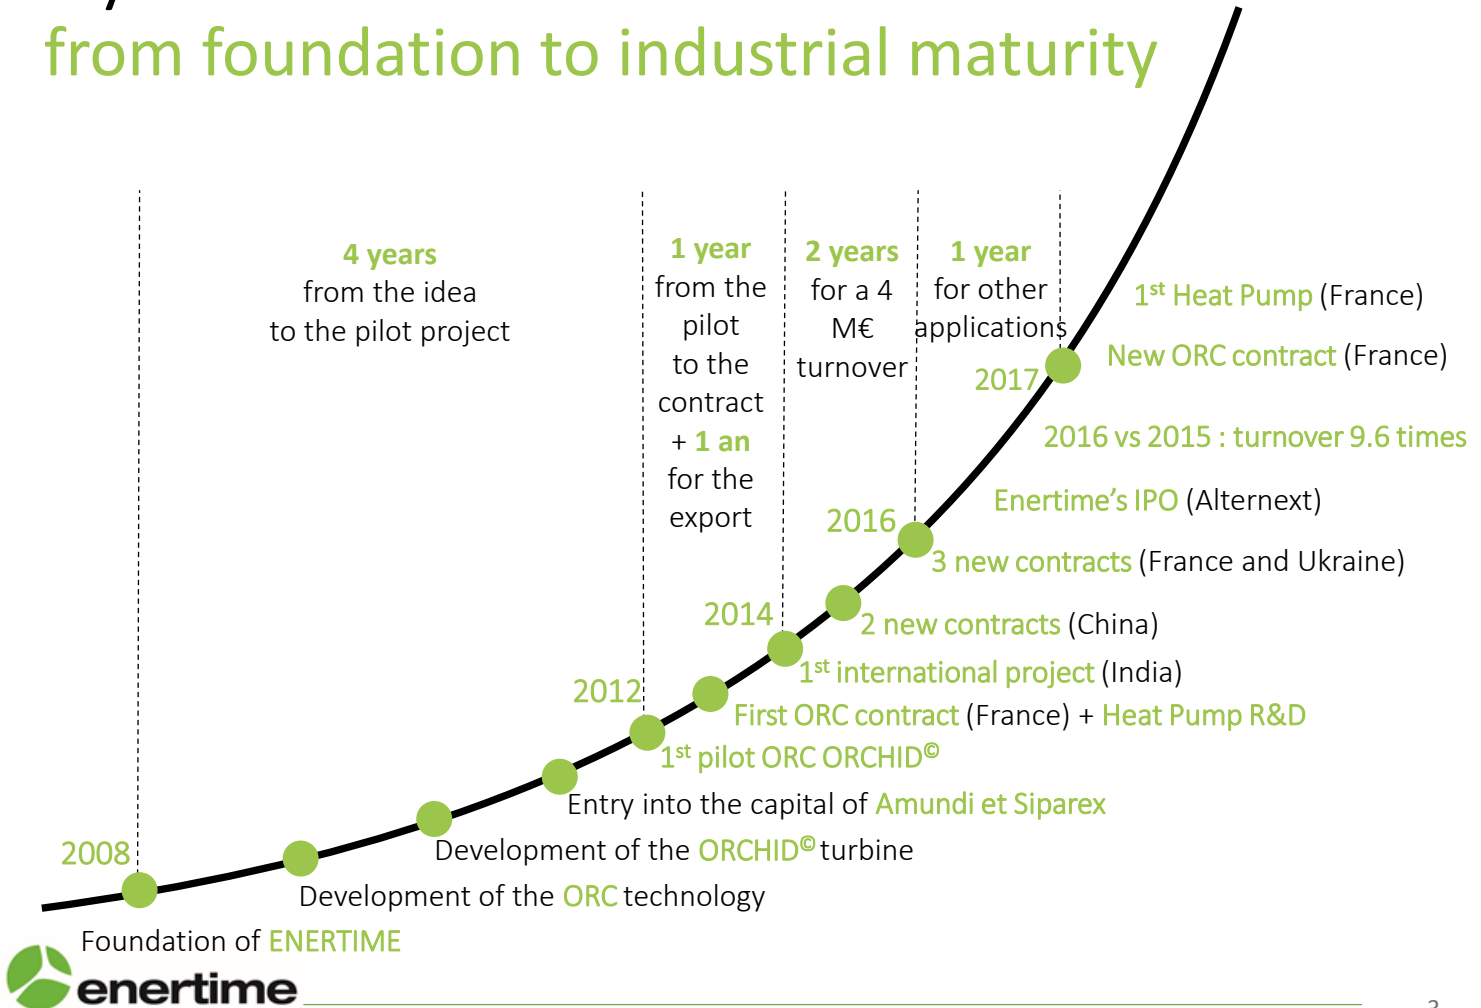 from foundation to industrial maturity
4 years
from the idea
to the pilot project
1 year
from the
pilot
to the
contract
+ 1 an
for the
export
2 years
for a 4
M€
turnover
1 year
for other
applications
1st Heat Pump (France)
New ORC contract (France)
2017
2016 vs 2015 : turnover 9.6 times
Enertime’s IPO (Alternext)
2016
3 new contracts (France and Ukraine)
2014
2 new contracts (China)
1st international project (India)
2012
First ORC contract (France) + Heat Pump R&D
1st pilot ORC ORCHID©
Entry into the capital of Amundi et Siparex
2008
Development of the ORCHID© turbine
Development of the ORC technology
Foundation of ENERTIME
enertime